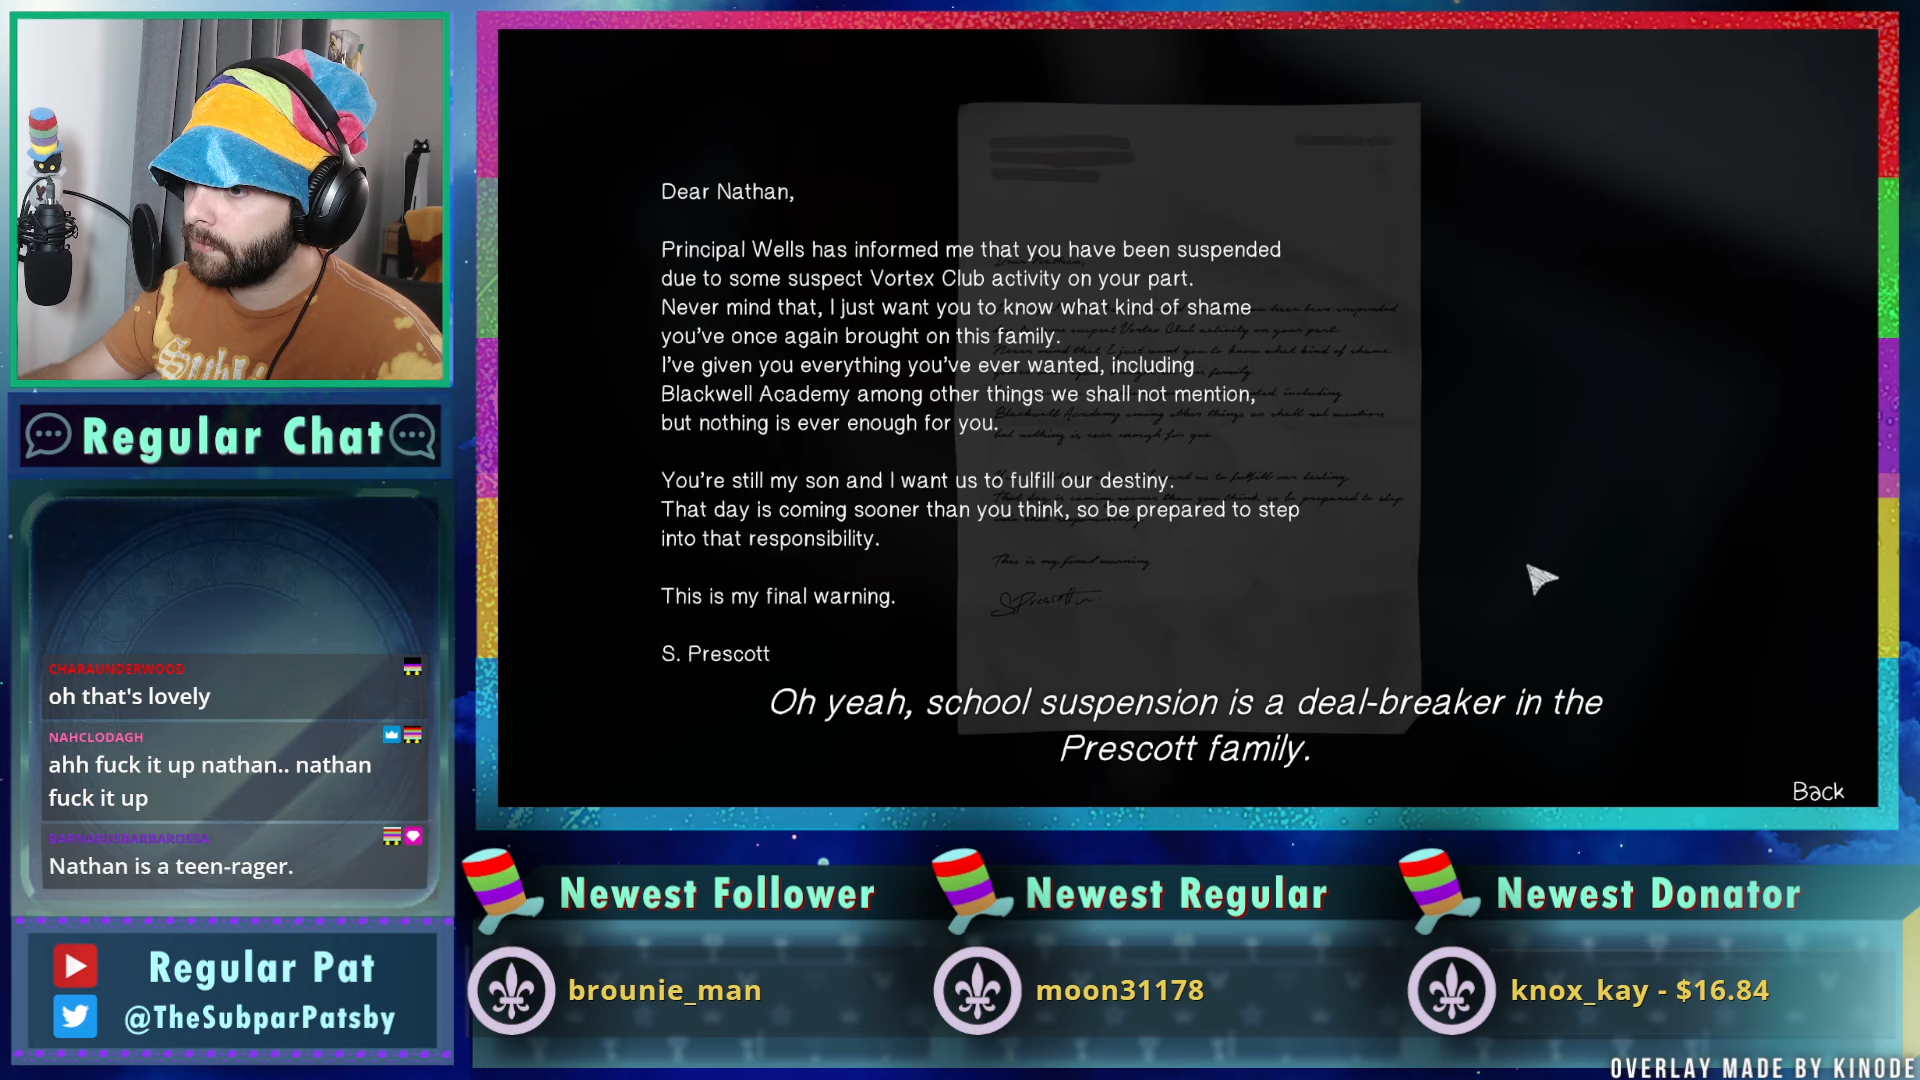 Dear Nathan,
Principal Wells has informed me that you have been suspended
due to some suspect Vortex Club activity on your part.
Never mind that, I just want you to know what kind of shame
you've once again brought on this family.
I've given you everything you've ever wanted, including
Blackwell Academy among other things we shall not mention,
but nothing is ever enough for you.
You're still my son and I want us to fulfill our destiny.
That day is coming sooner than you think, so be prepared to step
into that responsibility.
This is my final warning.
S. Prescott
This is my final warning
SPrescott
Oh yeah, school suspension is a deal-breaker in the
Prescott family.
Back
Regular Chat
CHARAUNDERWOOD
oh that's lovely
NAHCLODAGH
ahh fuck it up nathan.. nathan
fuck it up
BARNABUSBARBAROSSA
Nathan is a teen-rager.
Regular Pat
@TheSubparPatsby
Newest Follower
brounie_man
Newest Regular
moon31178
Newest Donator
knox_kay - $16.84
OVERLAY MADE BY KINODE